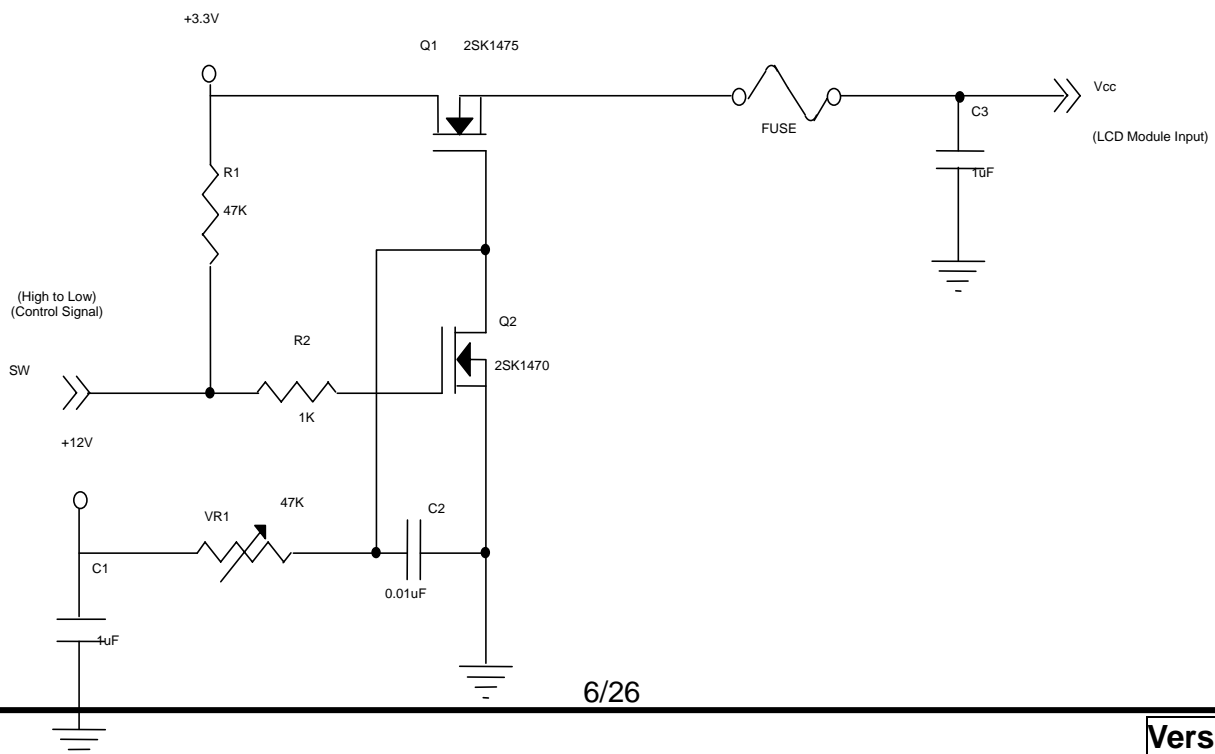 +3.3V
Q1 2SK1475
Vcc
C3
FUSE
(LCD Module Input)
1uF
R1
47K
(High to Low)
(Control Signal)
Q2
R2
2SK1470
SW
1K
+12V
47K
C2
VR1
C1
0.01uF
1uF
6/26
Vers